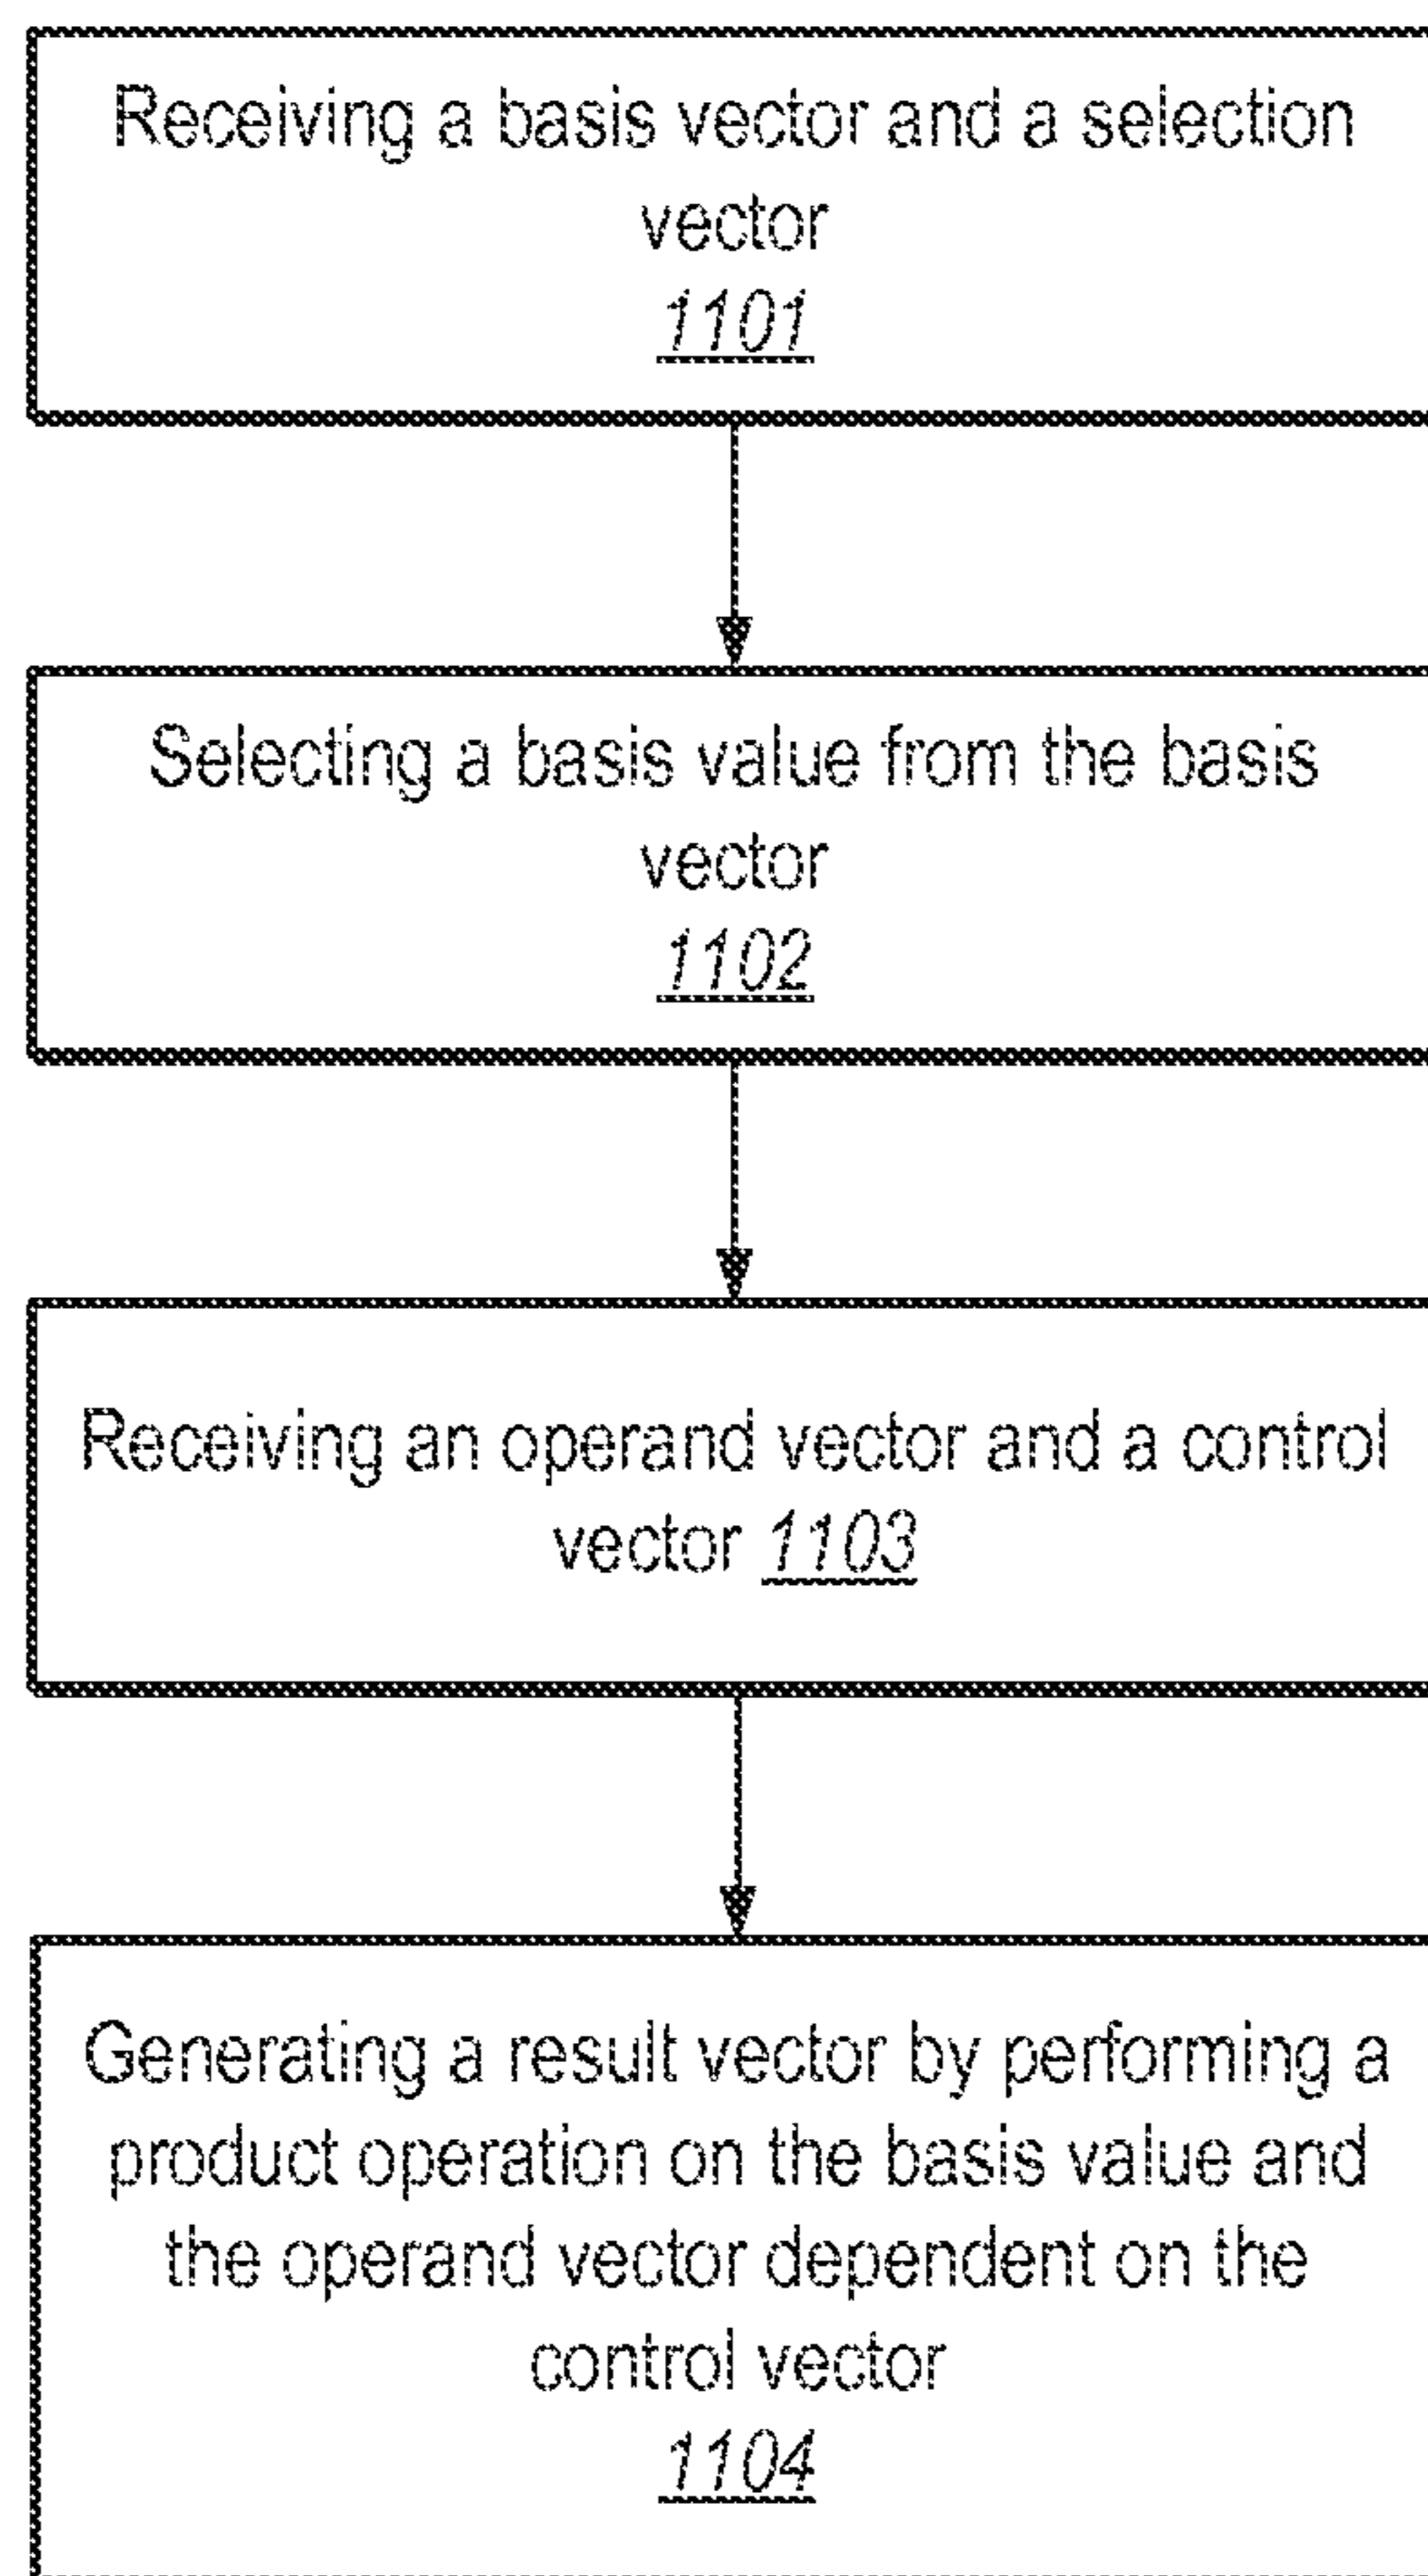 Receiving a basis vector and a selection
vector
1101
Selecting a basis value from the basis
vector
1102
Receiving an operand vector and a control
vector 1103
Generating a result vector by performing a
product operation on the basis value and
the operand vector dependent on the
control vector
1104